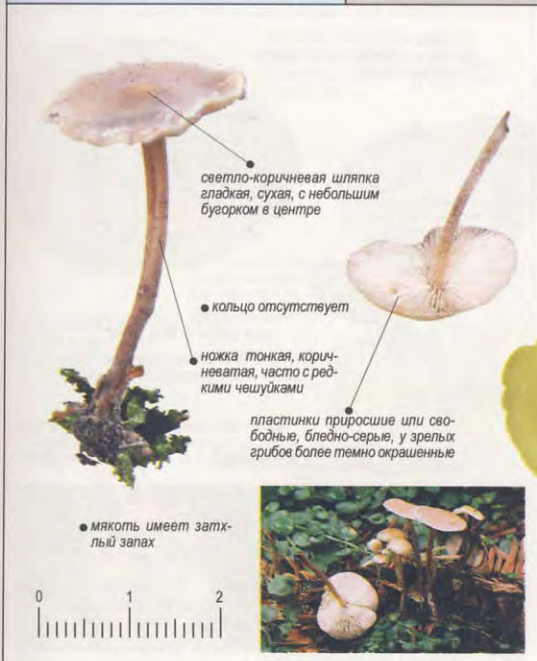 светло-коричневая шляпка
гладкая, сухая, с небольшим
бугорком в центре
● кольцо отсутствует
ножка тонкая, корич-
неватая, часто с ред-
кими чешуйками
пластинки приросшие или сво-
бодные, бледно-серые, у зрелых
грибов более темно окрашенные
● мякоть имеет затх-
лый запах
0 1 2